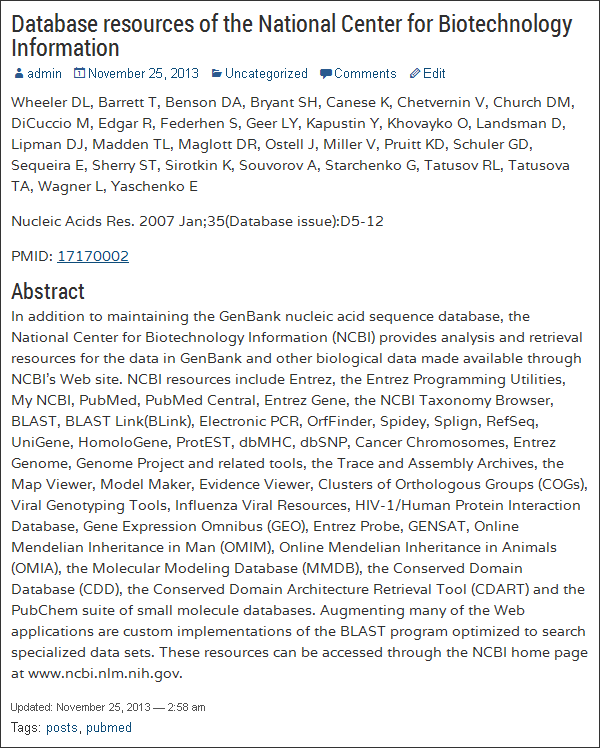 Database resources of the National Center for Biotechnology
Information
admin November 25, 2013 Uncategorized Comments Edit
Wheeler DL, Barrett T, Benson DA, Bryant SH, Canese K, Chetvernin V, Church DM,
DiCuccio M, Edgar R, Federhen S, Geer LY, Kapustin Y, Khovayko O, Landsman D,
Lipman DJ, Madden TL, Maglott DR, Ostell J, Miller V, Pruitt KD, Schuler GD,
Sequeira E, Sherry ST, Sirotkin K, Souvorov A, Starchenko G, Tatusov RL, Tatusova
TA, Wagner L, Yaschenko E
Nucleic Acids Res. 2007 Jan;35(Database issue):D5-12
PMID: 17170002
Abstract
In addition to maintaining the GenBank nucleic acid sequence database, the
National Center for Biotechnology Information (NCBI) provides analysis and retrieval
resources for the data in GenBank and other biological data made available through
NCBI's Web site. NCBI resources include Entrez, the Entrez Programming Utilities,
My NCBI, PubMed, PubMed Central, Entrez Gene, the NCBI Taxonomy Browser,
BLAST, BLAST Link(BLink), Electronic PCR, OrfFinder, Spidey, Splign, RefSeq,
UniGene, HomoloGene, ProtEST, dbMHC, dbSNP, Cancer Chromosomes, Entrez
Genome, Genome Project and related tools, the Trace and Assembly Archives, the
Map Viewer, Model Maker, Evidence Viewer, Clusters of Orthologous Groups (COGs),
Viral Genotyping Tools, Influenza Viral Resources, HIV-1/Human Protein Interaction
Database, Gene Expression Omnibus (GEO), Entrez Probe, GENSAT, Online
Mendelian Inheritance in Man (OMIM), Online Mendelian Inheritance in Animals
(OMIA), the Molecular Modeling Database (MMDB), the Conserved Domain
Database (CDD), the Conserved Domain Architecture Retrieval Tool (CDART) and the
PubChem suite of small molecule databases. Augmenting many of the Web
applications are custom implementations of the BLAST program optimized to search
specialized data sets. These resources can be accessed through the NCBI home page
at www.ncbi.nlm.nih.gov.
Updated: November 25, 2013 — 2:58 am
Tags: posts, pubmed